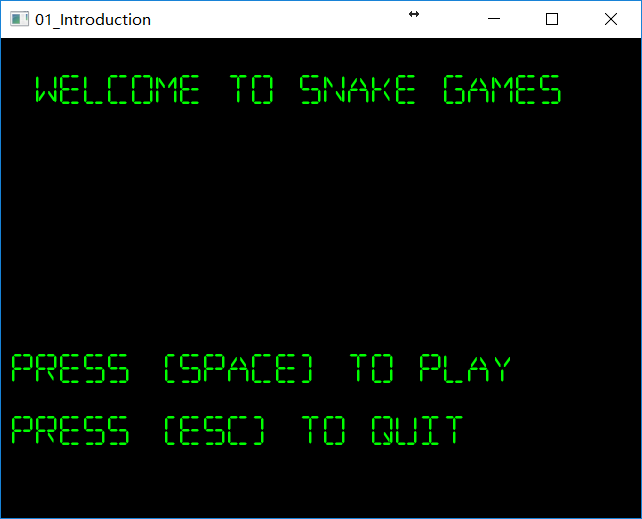 01_Introduction
WELCOME TO SNAKE GAMES
PRESS [SPACE] TO PLAY
PRESS [ESC] TO QUIT